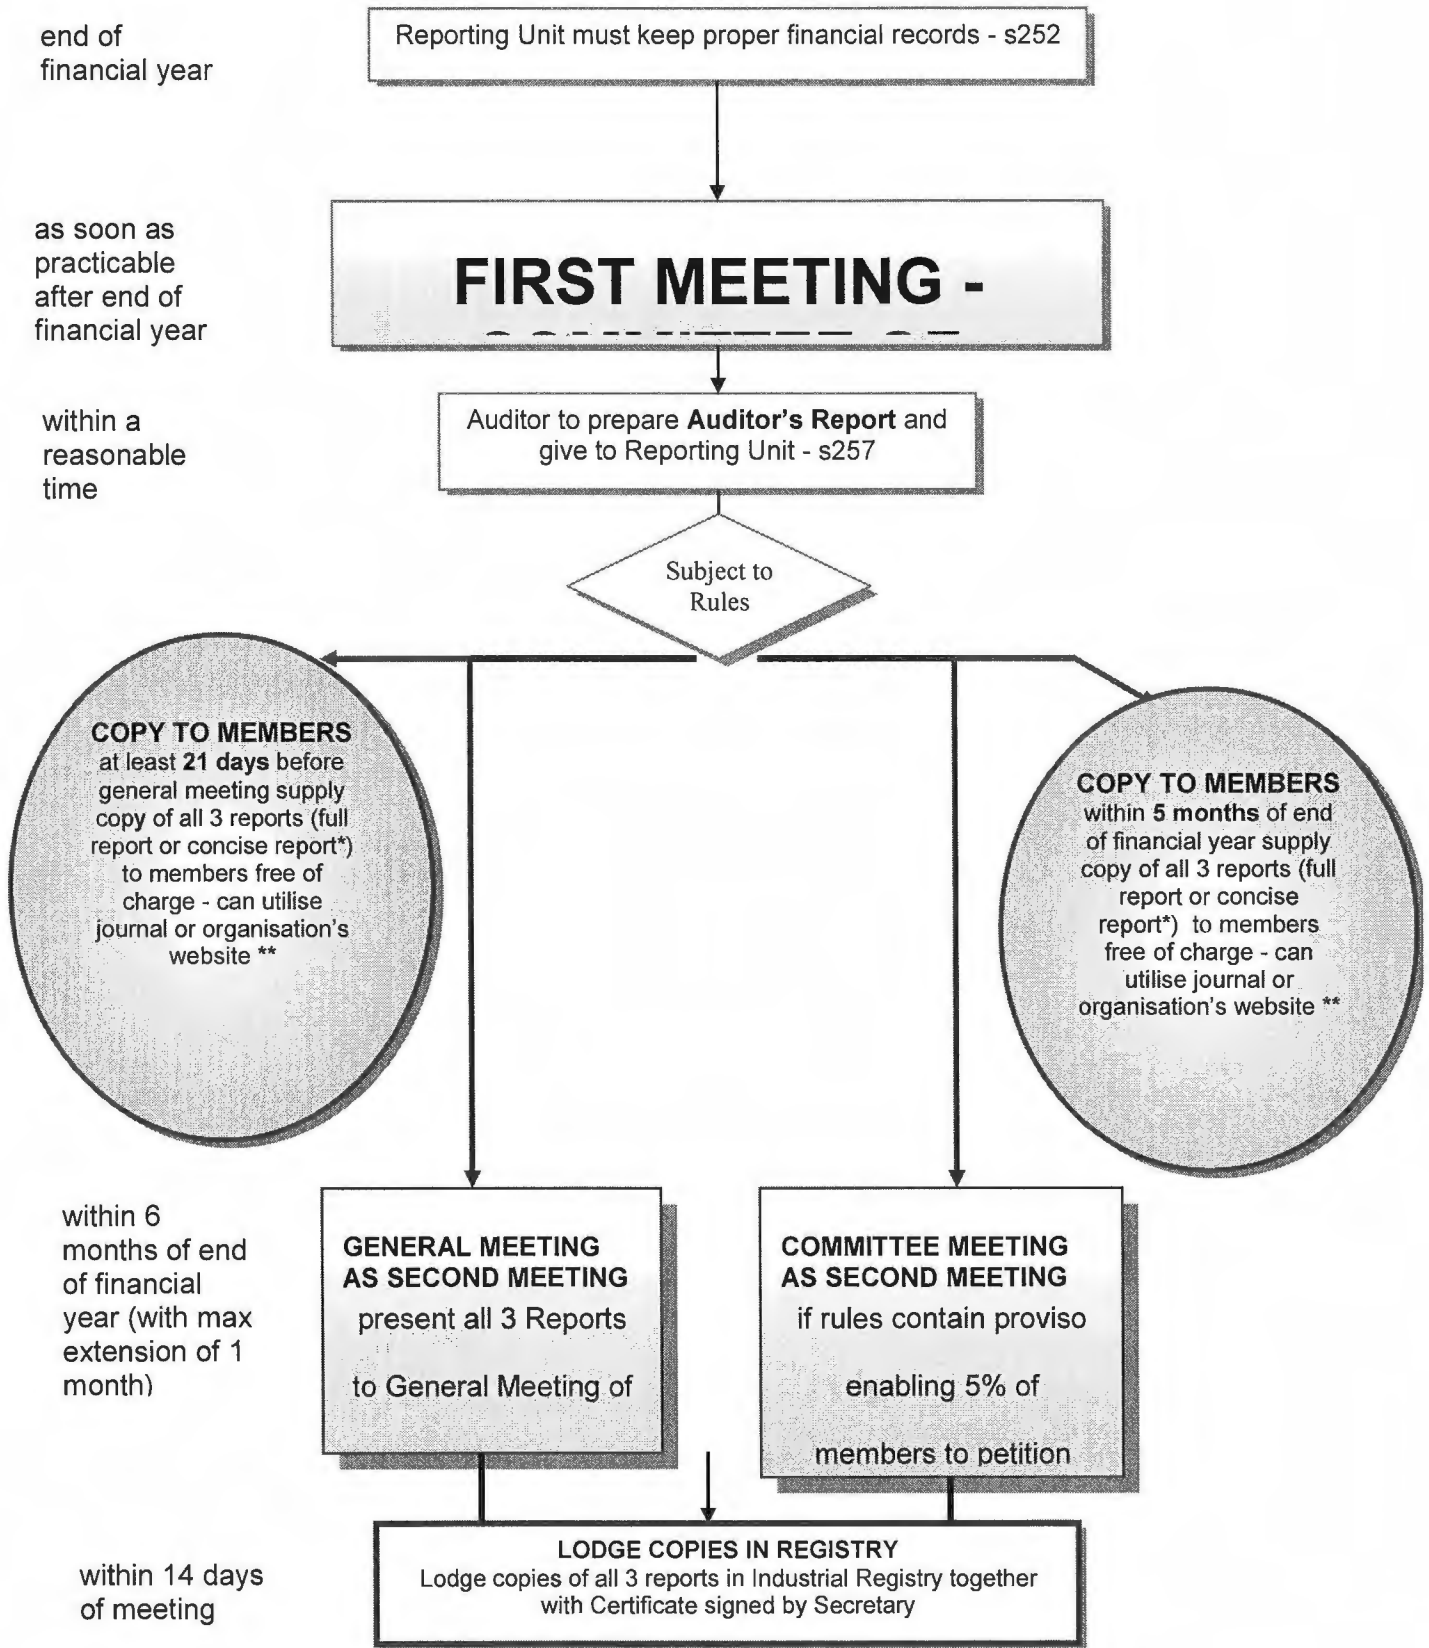 end of
financial year
Reporting Unit must keep proper financial records - s252
as soon as
practicable
after end of
financial year
FIRST MEETING -
within a
reasonable
time
Auditor to prepare Auditor's Report and
give to Reporting Unit - s257
Subject to
Rules
COPY TO MEMBERS
at least 21 days before
general meeting supply
copy of all 3 reports (full
report or concise report*)
to members free of
charge - can utilise
journal or organisation's
website **
COPY TO MEMBERS
within 5 months of end
of financial year supply
copy of all 3 reports (full
report or concise
report*) to members
free of charge - can
utilise journal or
organisation's website **
within 6
months of end
of financial
year (with max
extension of 1
month)
GENERAL MEETING
AS SECOND MEETING
present all 3 Reports
to General Meeting of
COMMITTEE MEETING
AS SECOND MEETING
if rules contain proviso
enabling 5% of
members to petition
within 14 days
of meeting
LODGE COPIES IN REGISTRY
Lodge copies of all 3 reports in Industrial Registry together
with Certificate signed by Secretary